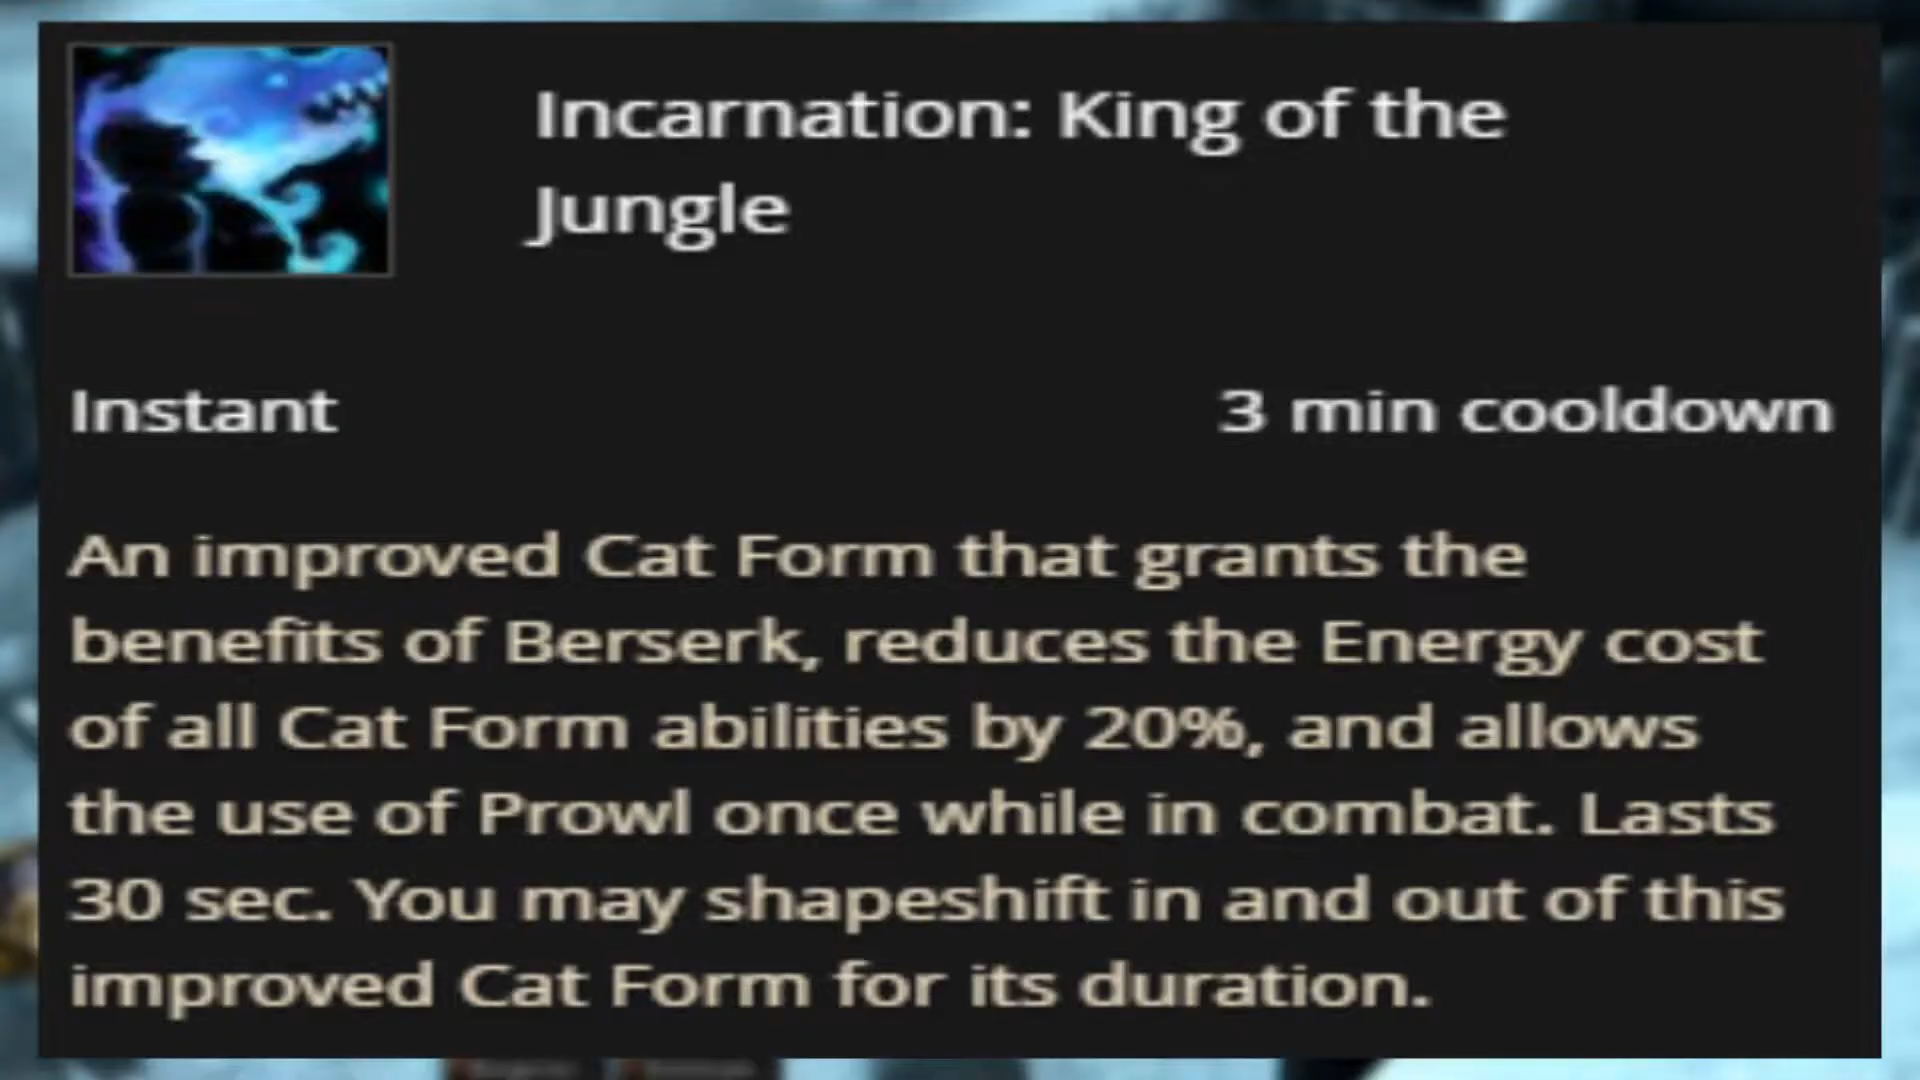 Incarnation: King of the
Jungle
Instant 3 min cooldown
An improved Cat Form that grants the
benefits of Berserk, reduces the Energy cost
of all Cat Form abilities by 20%, and allows
the use of Prowl once while in combat. Lasts
30 sec. You may shapeshift in and out of this
improved Cat Form for its duration.